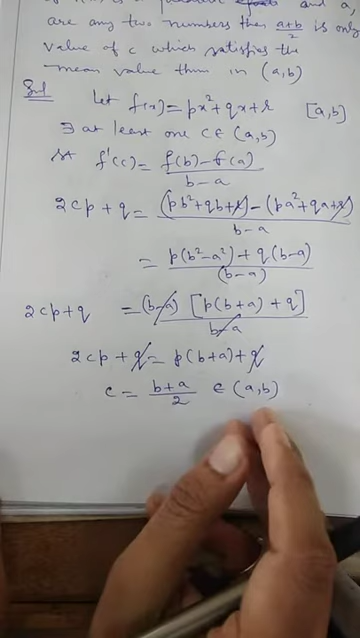 and a,
are any two numbers then a+b/2 is only
value of c which satisfies the
mean value thm in (a,b)
Sol
Let f(x) = px² + qx + r [a,b]
∃ at least one c ∈ (a,b)
st f'(c) = f(b) - f(a) / b - a
2cp + q = (pb² + qb + r) - (pa² + qa + r) / b - a
= p(b² - a²) + q(b - a) / (b - a)
2cp + q = (b - a) [p(b + a) + q] / b - a
2cp + q = p(b + a) + q
c = b + a / 2 ∈ (a,b)